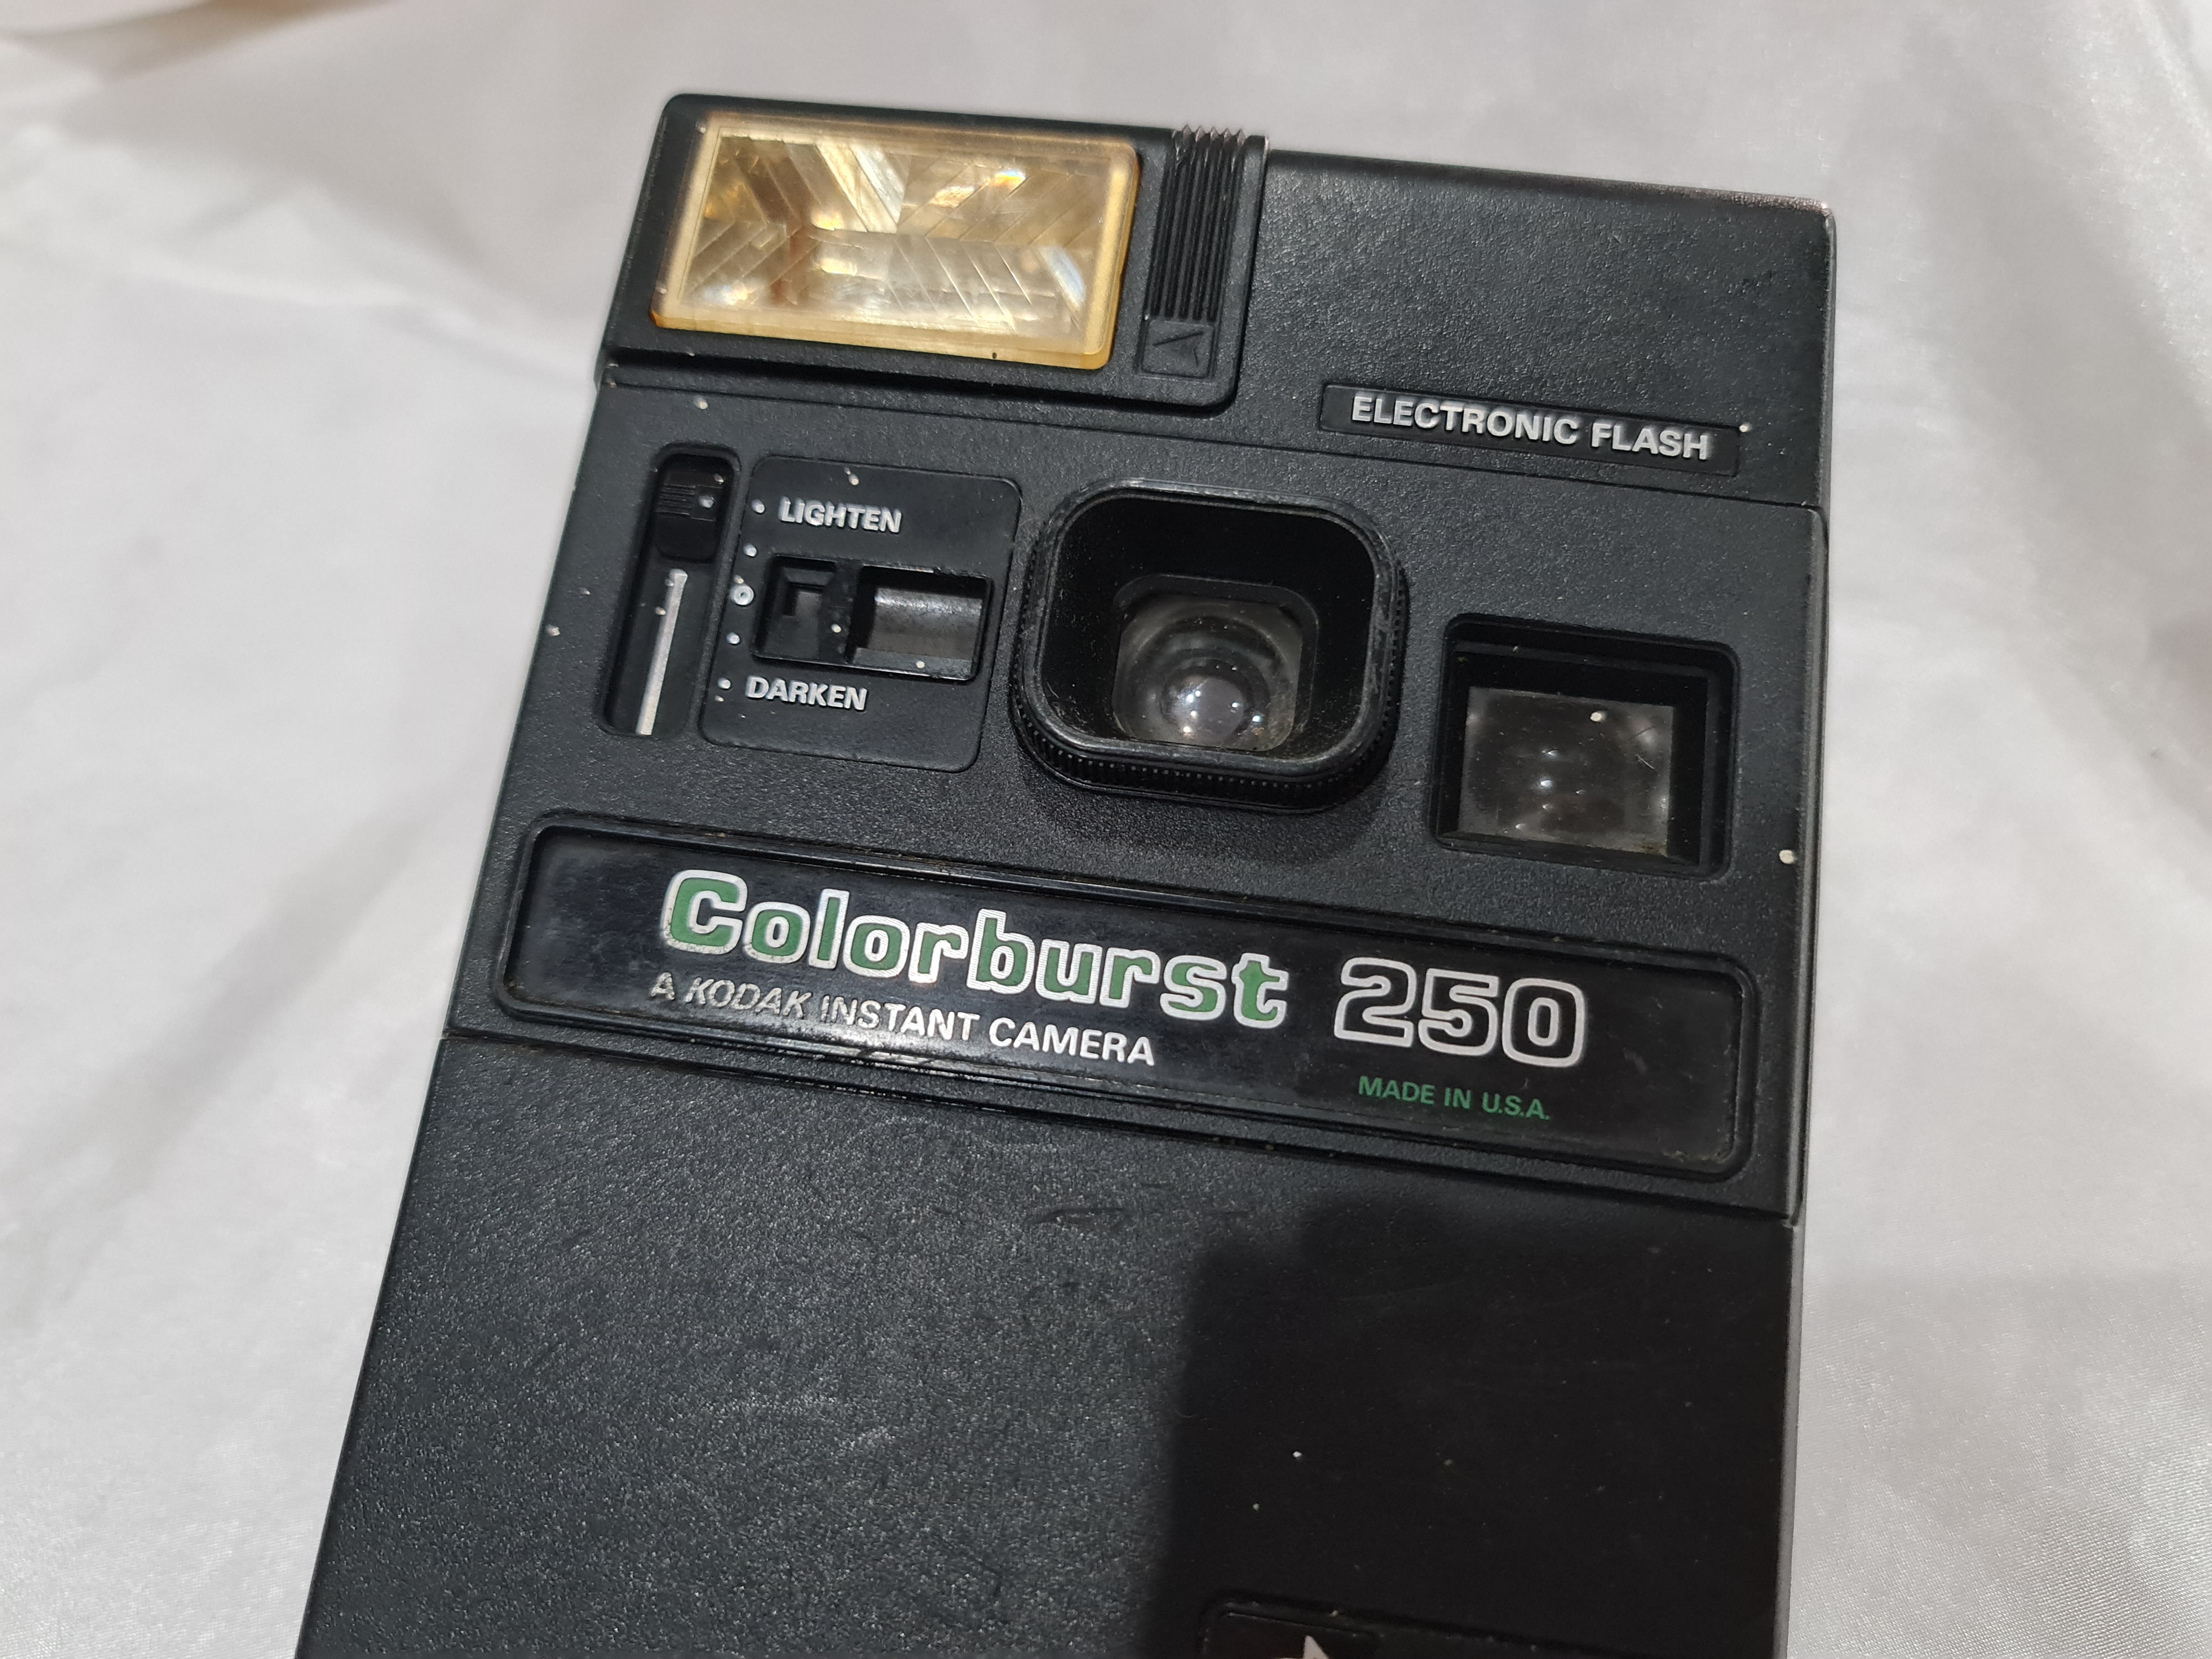 ELECTRONIC FLASH
LIGHTEN
DARKEN
Colorburst 250
A KODAK INSTANT CAMERA
MADE IN U.S.A.